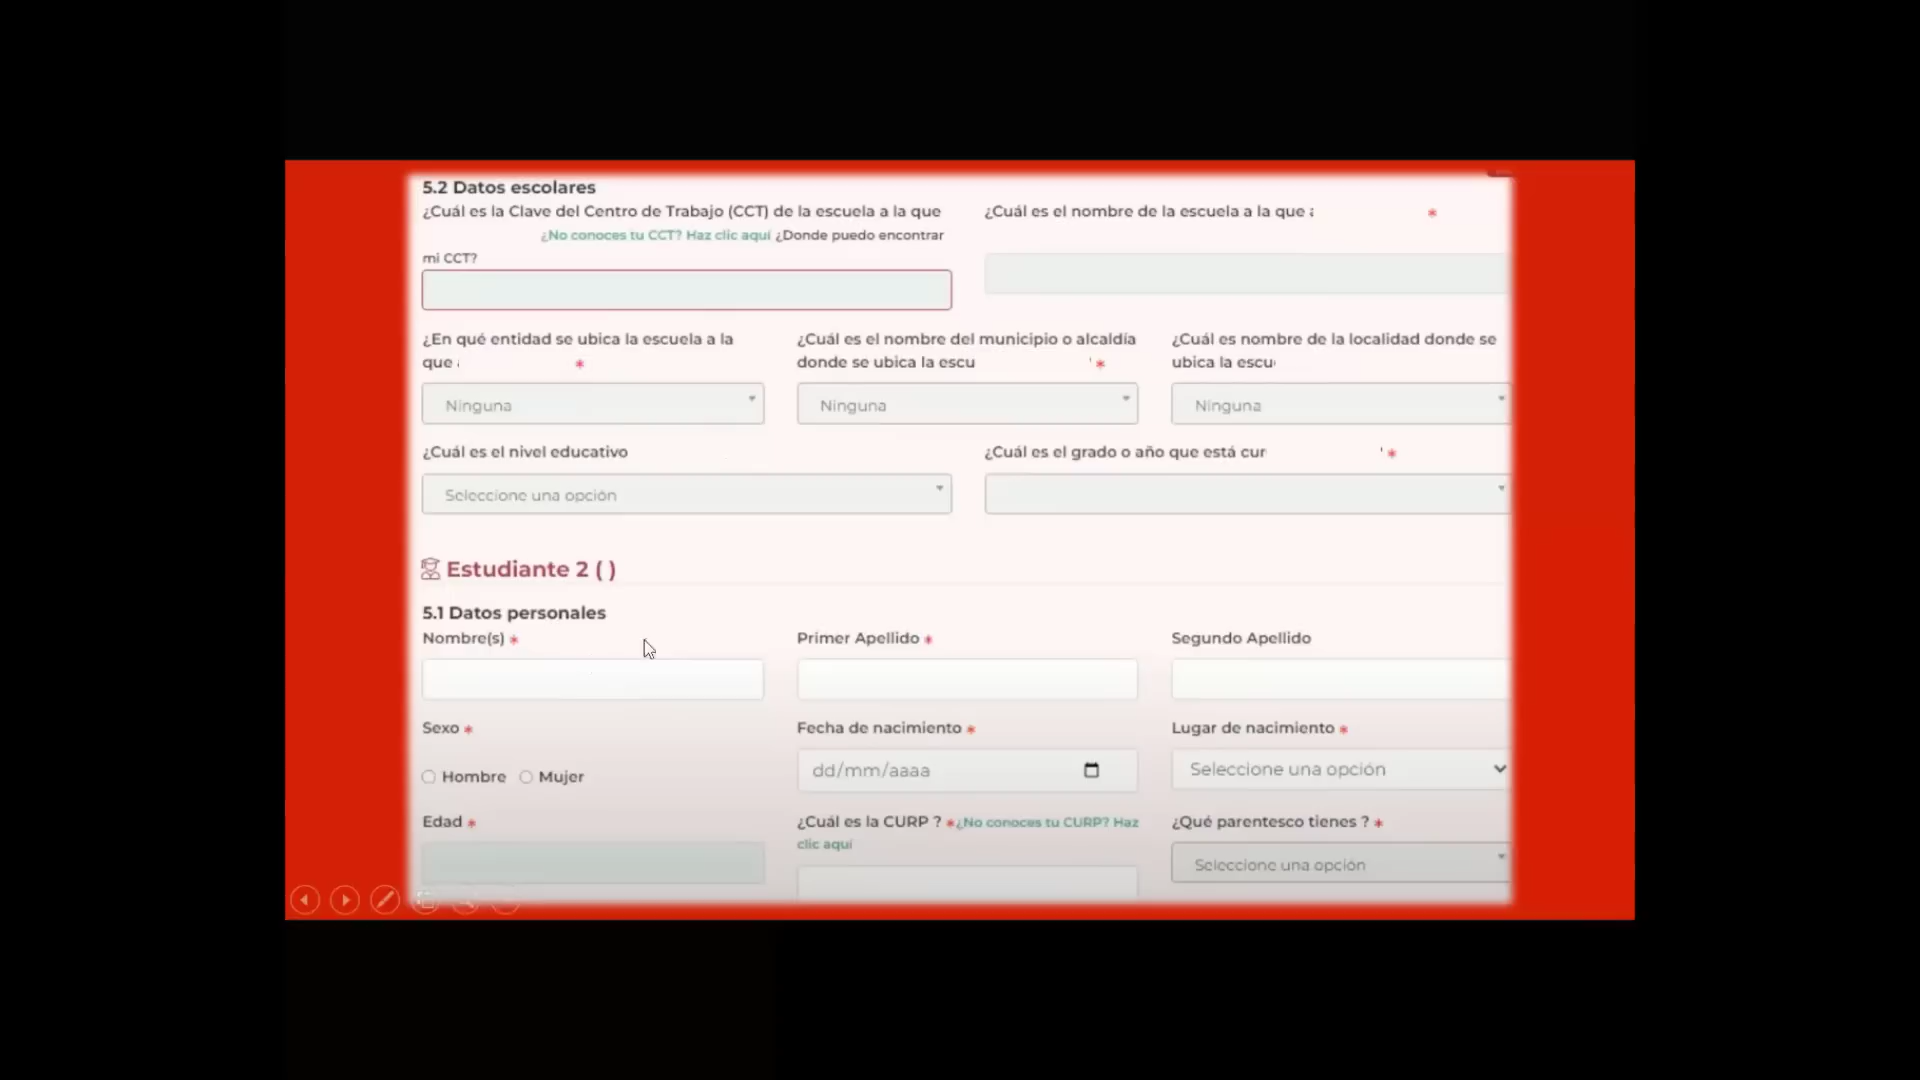 5.2 Datos escolares
¿Cuál es la Clave del Centro de Trabajo (CCT) de la escuela a la que
¿No conoces tu CCT? Haz clic aquí ¿Donde puedo encontrar
mi CCT?
¿Cuál es el nombre de la escuela a la que *
¿En qué entidad se ubica la escuela a la
que *
¿Cuál es el nombre del municipio o alcaldía
donde se ubica la escu *
¿Cuál es nombre de la localidad donde se
ubica la escu
Ninguna
Ninguna
Ninguna
¿Cuál es el nivel educativo
¿Cuál es el grado o año que está cur *
Seleccione una opción
Estudiante 2 ( )
5.1 Datos personales
Nombre(s) *
Primer Apellido *
Segundo Apellido
Sexo *
Fecha de nacimiento *
Lugar de nacimiento *
Hombre Mujer
dd/mm/aaaa
Seleccione una opción
Edad *
¿Cuál es la CURP ? *¿No conoces tu CURP? Haz
clic aquí
¿Qué parentesco tienes ? *
Seleccione una opción